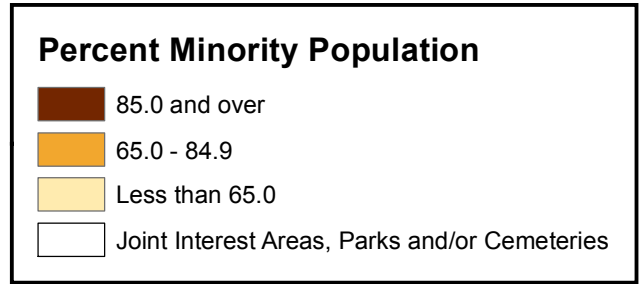 Percent Minority Population
85.0 and over
65.0 - 84.9
Less than 65.0
Joint Interest Areas, Parks and/or Cemeteries